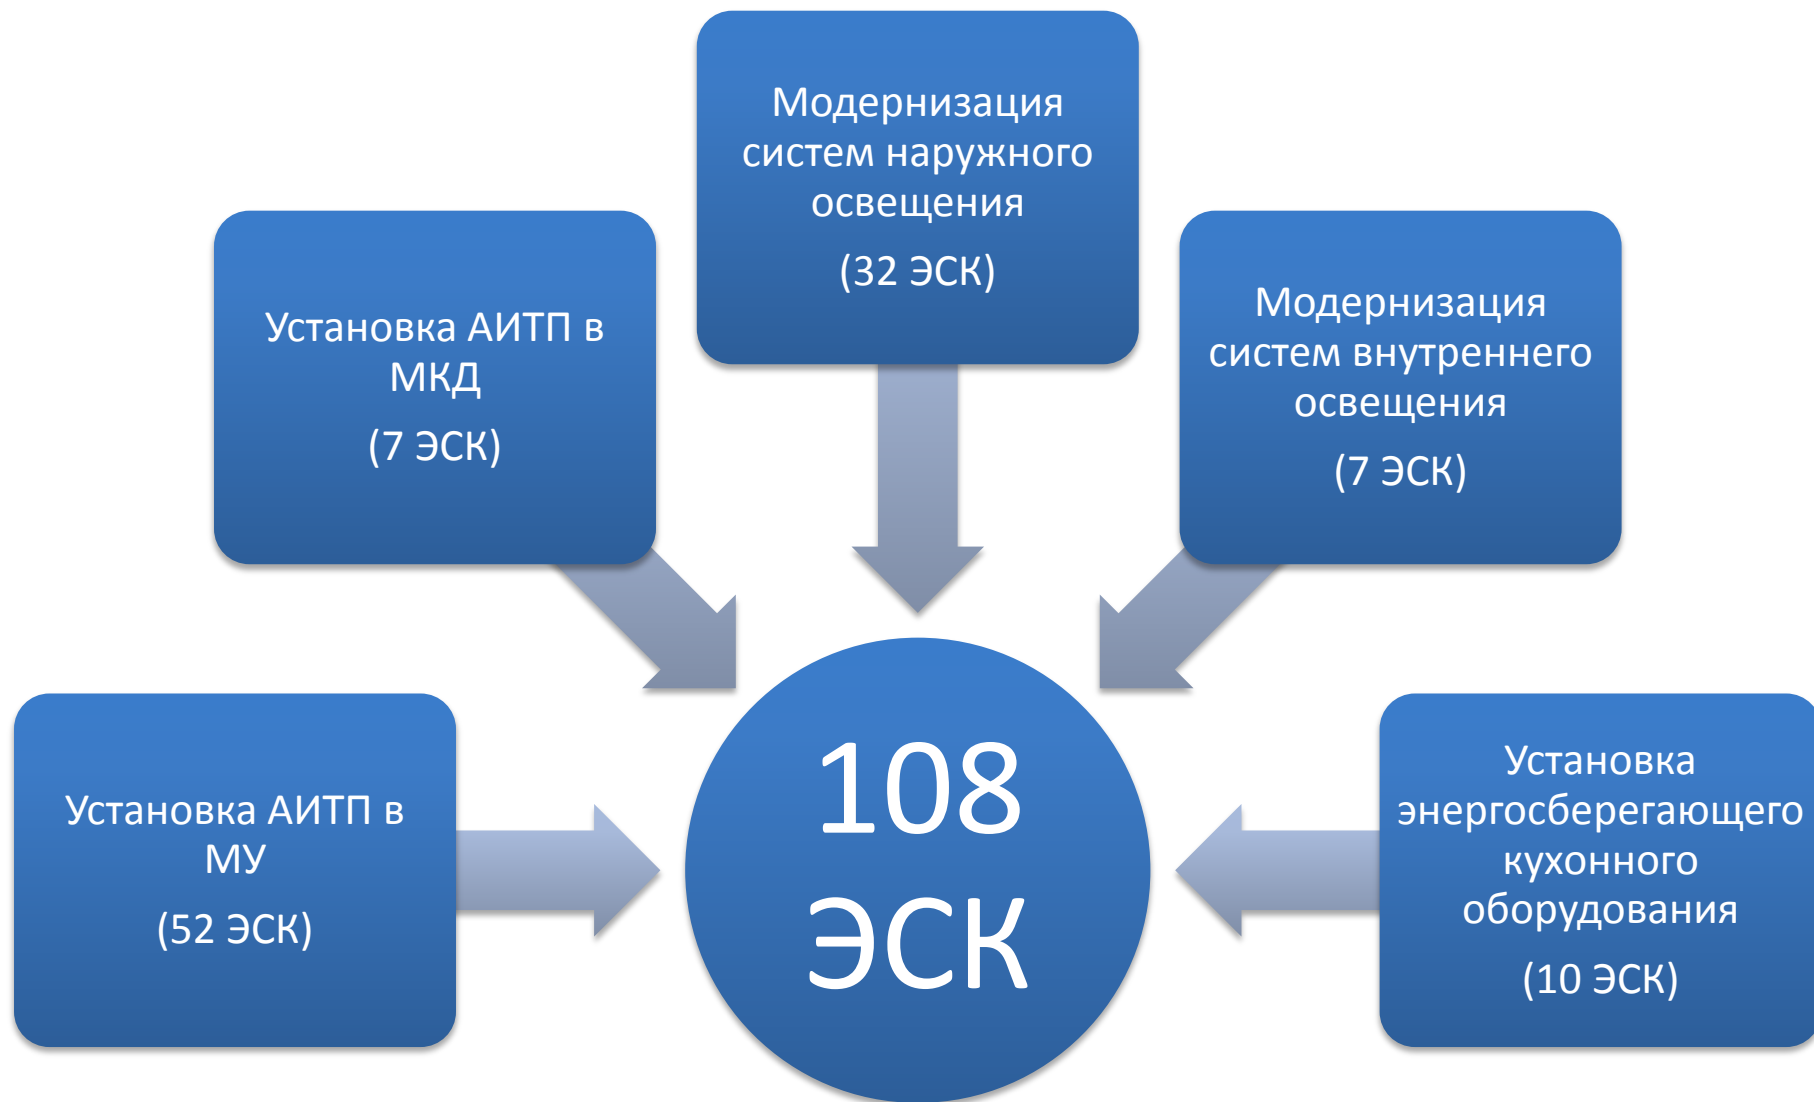 Модернизация
систем наружного
освещения
(32 ЭСК)
Установка АИТП в
МКД
(7 ЭСК)
Модернизация
систем внутреннего
освещения
(7 ЭСК)
Установка АИТП в
МУ
(52 ЭСК)
108
ЭСК
Установка
энергосберегающего
кухонного
оборудования
(10 ЭСК)